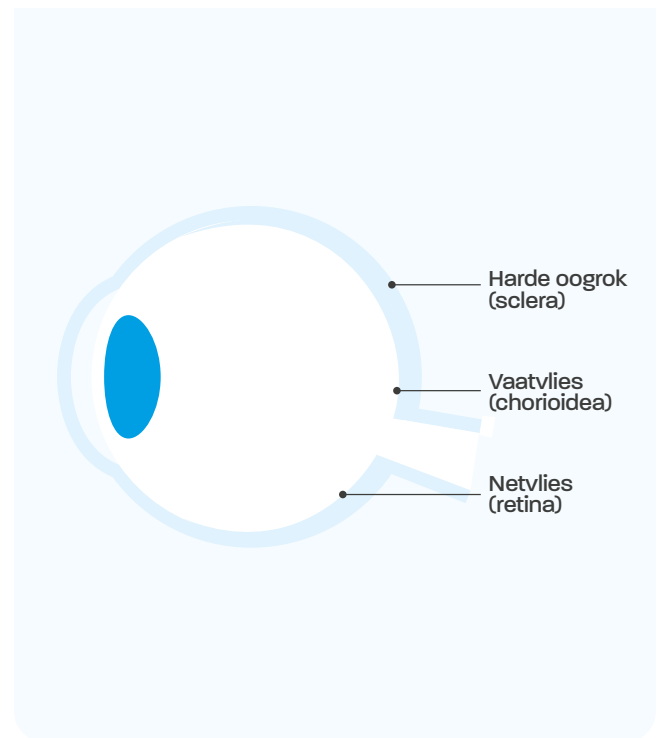 Harde oogrok
(sclera)
Vaatvlies
(chorioidea)
Netvlies
(retina)